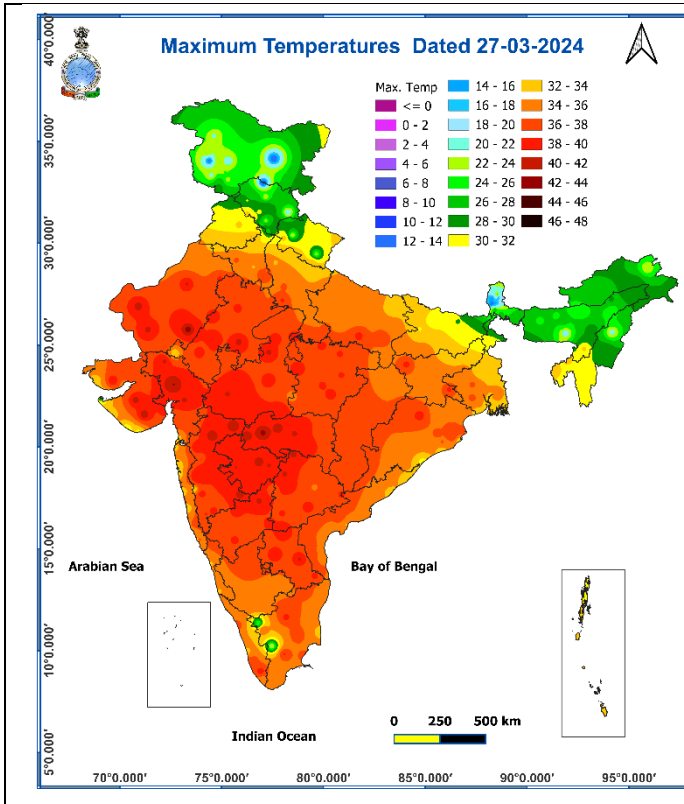 Maximum Temperatures Dated 27-03-2024
Max. Temp
<= 0
0 - 2
2 - 4
4 - 6
6 - 8
8 - 10
10 - 12
12 - 14
14 - 16
16 - 18
18 - 20
20 - 22
22 - 24
24 - 26
26 - 28
28 - 30
30 - 32
32 - 34
34 - 36
36 - 38
38 - 40
40 - 42
42 - 44
44 - 46
46 - 48
40°0.000'
35°0.000'
30°0.000'
25°0.000'
20°0.000'
15°0.000'
10°0.000'
5°0.000'
Arabian Sea
Bay of Bengal
Indian Ocean
0 250 500 km
70°0.000' 75°0.000' 80°0.000' 85°0.000' 90°0.000' 95°0.000'